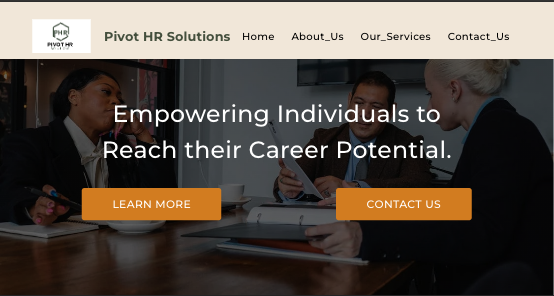 PHR
PIVOT HR
Pivot HR Solutions
Home About_Us Our_Services Contact_Us
Empowering Individuals to
Reach their Career Potential.
LEARN MORE CONTACT US